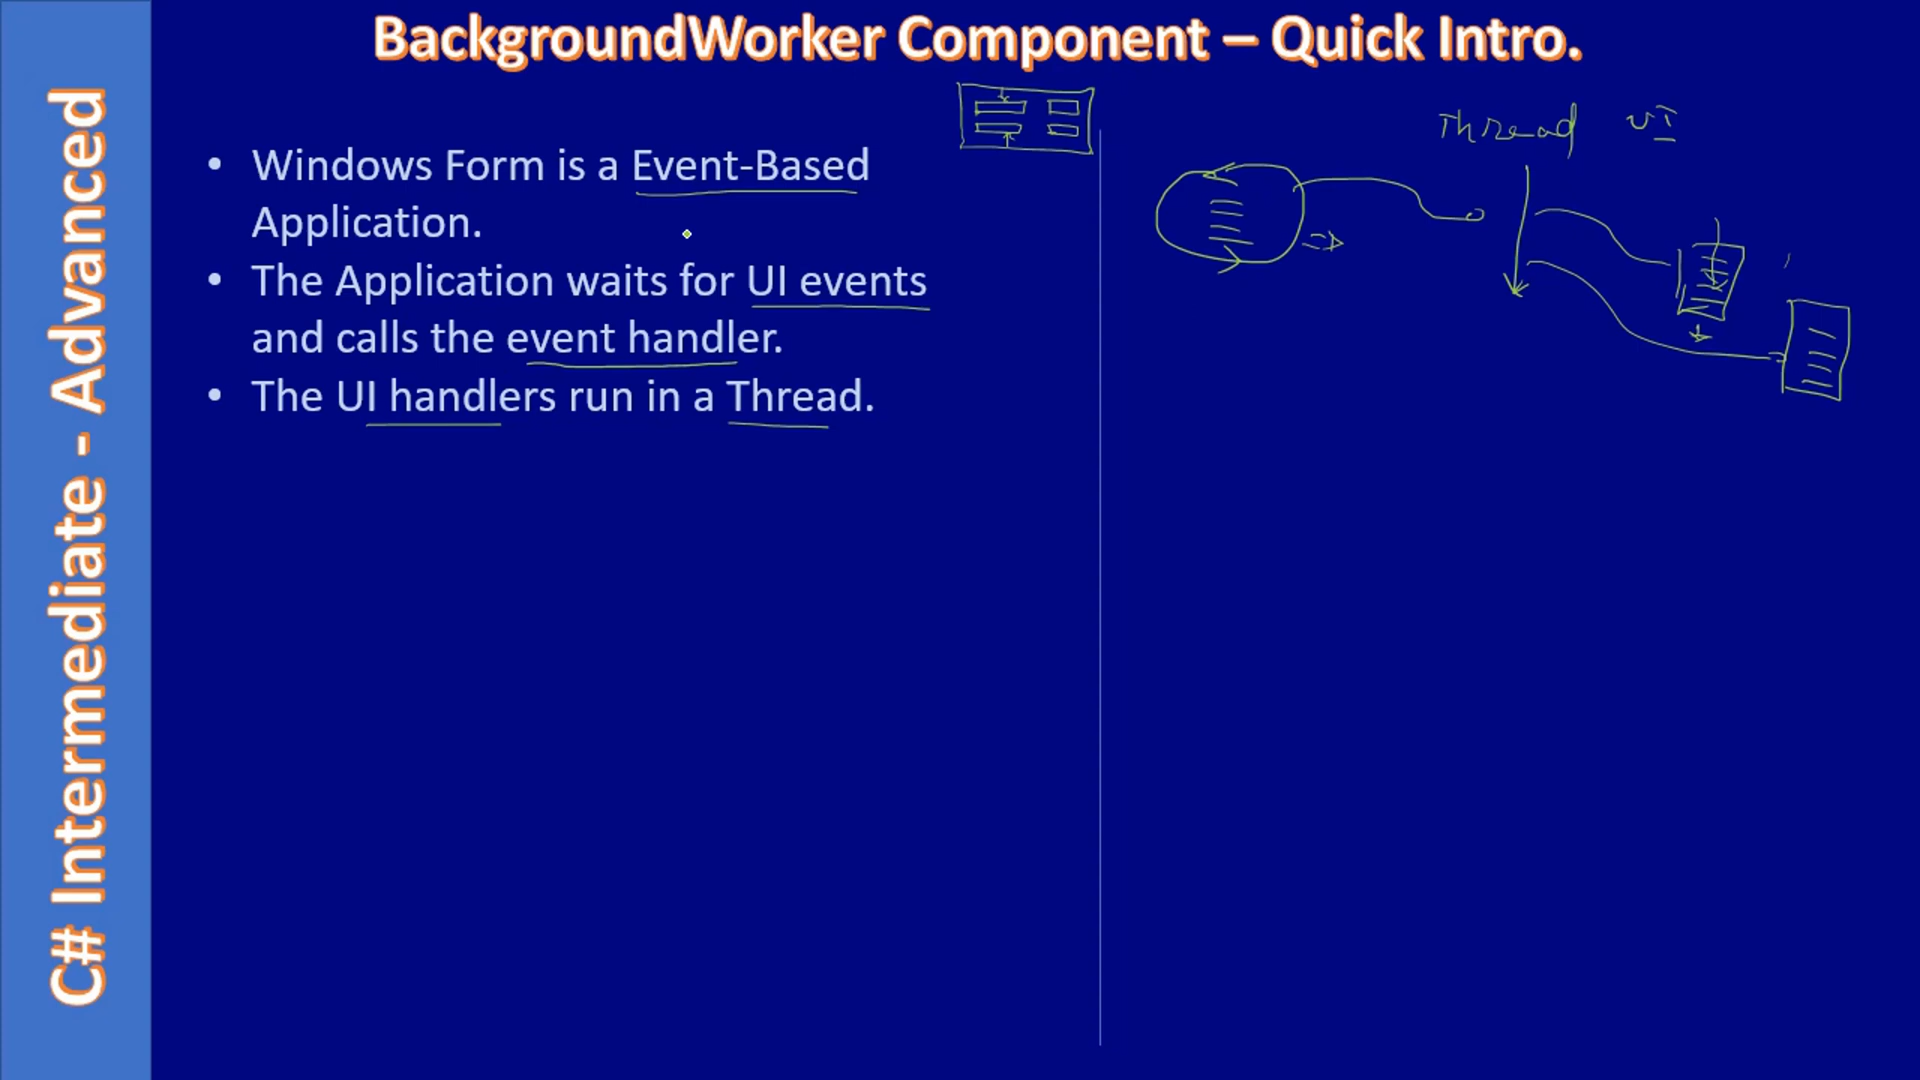 BackgroundWorker Component – Quick Intro.
C# Intermediate - Advanced
• Windows Form is a Event-Based
Application.
• The Application waits for UI events
and calls the event handler.
• The UI handlers run in a Thread.
Thread UI